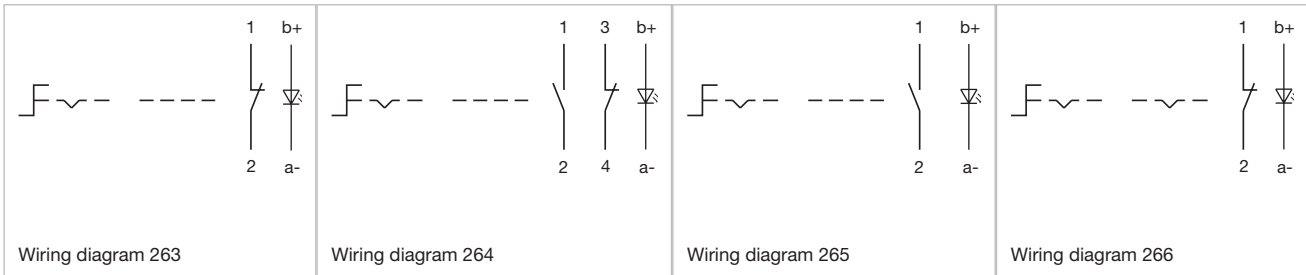 1 b+
2 a-
Wiring diagram 263
1 3 b+
2 4 a-
Wiring diagram 264
1 b+
2 a-
Wiring diagram 265
1 b+
2 a-
Wiring diagram 266